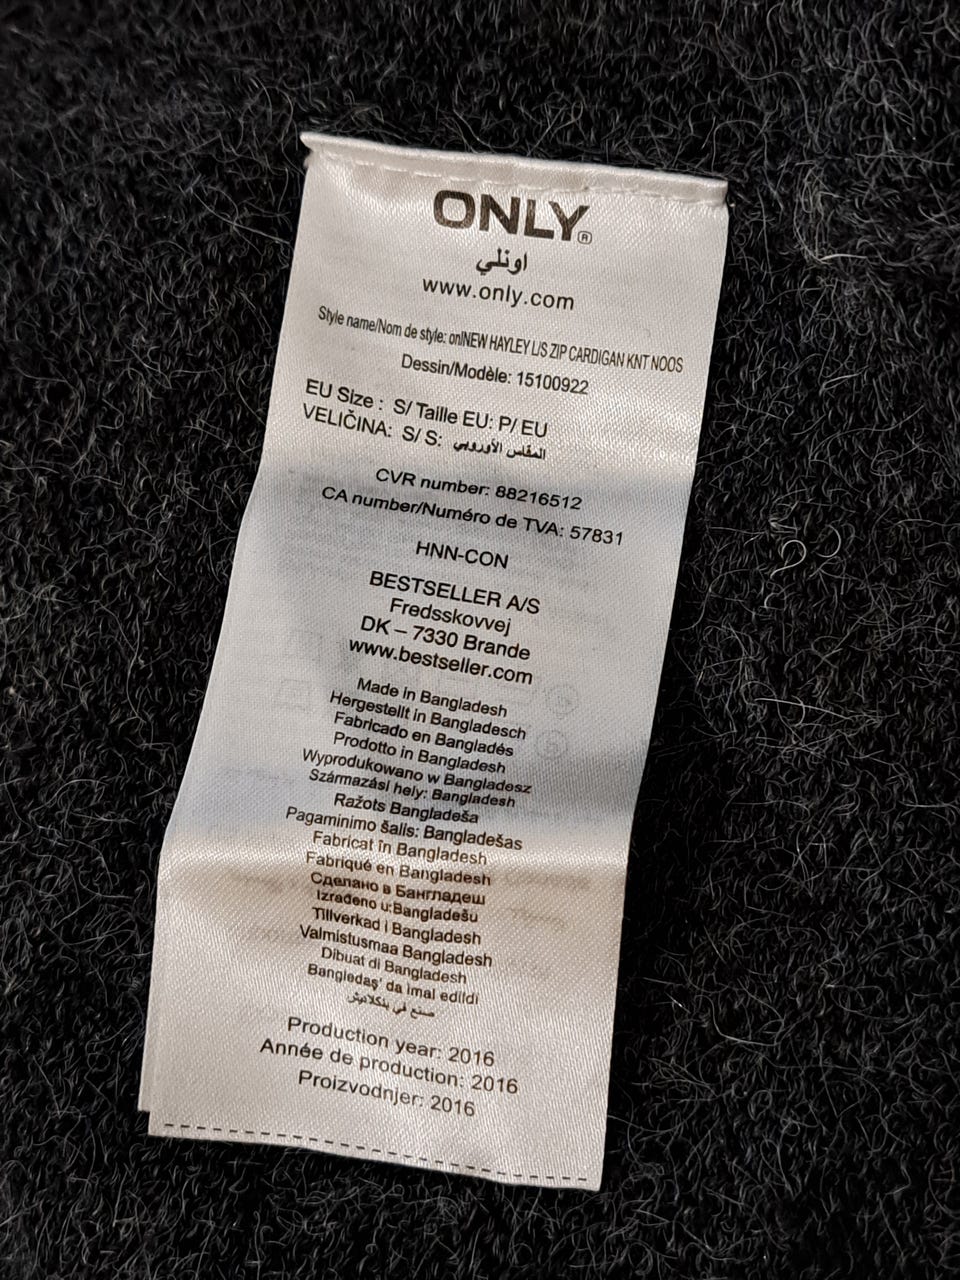 ONLY®
اونلي
www.only.com
Style name/Nom de style: onlNEW HAYLEY L/S ZIP CARDIGAN KNT NOOS
Dessin/Modèle: 15100922
EU Size : S/ Taille EU: P/ EU
VELIČINA: S/ S: المقاس الأوروبي
CVR number: 88216512
CA number/Numéro de TVA: 57831
HNN-CON
BESTSELLER A/S
Fredsskovvej
DK – 7330 Brande
www.bestseller.com
Made in Bangladesh
Hergestellt in Bangladesch
Fabricado en Bangladés
Prodotto in Bangladesh
Wyprodukowano w Bangladesz
Származási hely: Bangladesh
Ražots Bangladeša
Pagaminimo šalls: Bangladešas
Fabricat în Bangladesh
Fabriqué en Bangladesh
Сделано в Бангладеш
Izrađeno u:Bangladešu
Tillverkad i Bangladesh
Valmistusmaa Bangladesh
Dibuat di Bangladesh
Bangledaş' da imal edildi
صنع في بنكلاديش
Production year: 2016
Année de production: 2016
Proizvodnjer: 2016